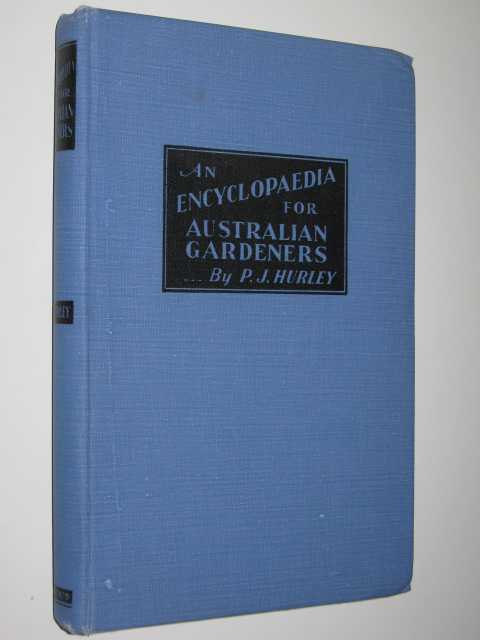 AN
ENCYCLOPAEDIA
FOR
AUSTRALIAN
GARDENERS
... By P. J. HURLEY